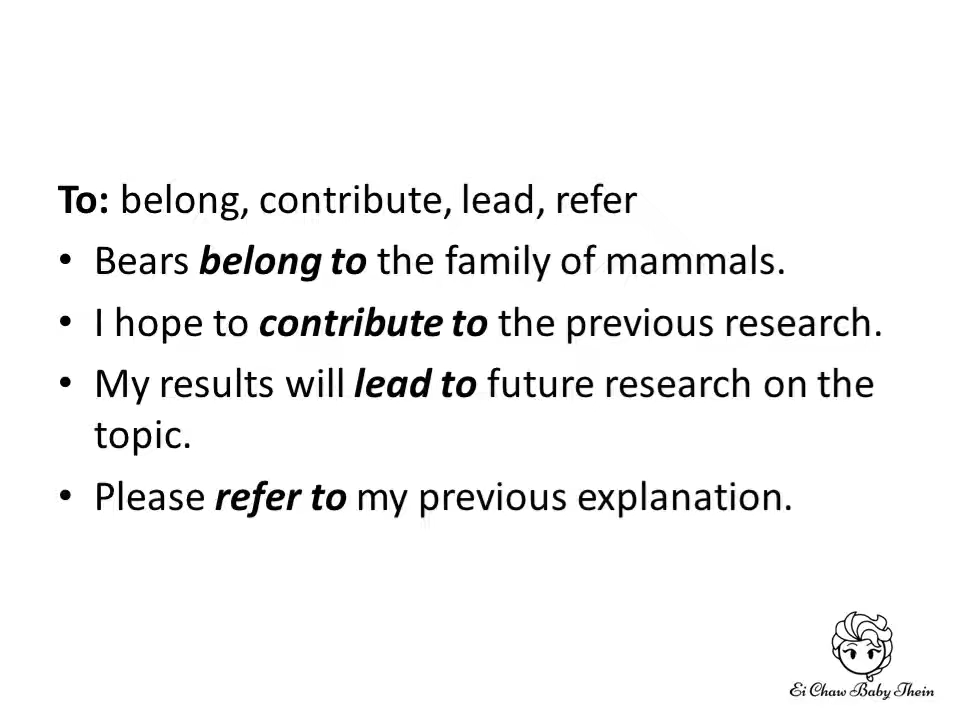 To: belong, contribute, lead, refer
• Bears belong to the family of mammals.
• I hope to contribute to the previous research.
• My results will lead to future research on the
topic.
• Please refer to my previous explanation.
Ei Chaw Baby Thein